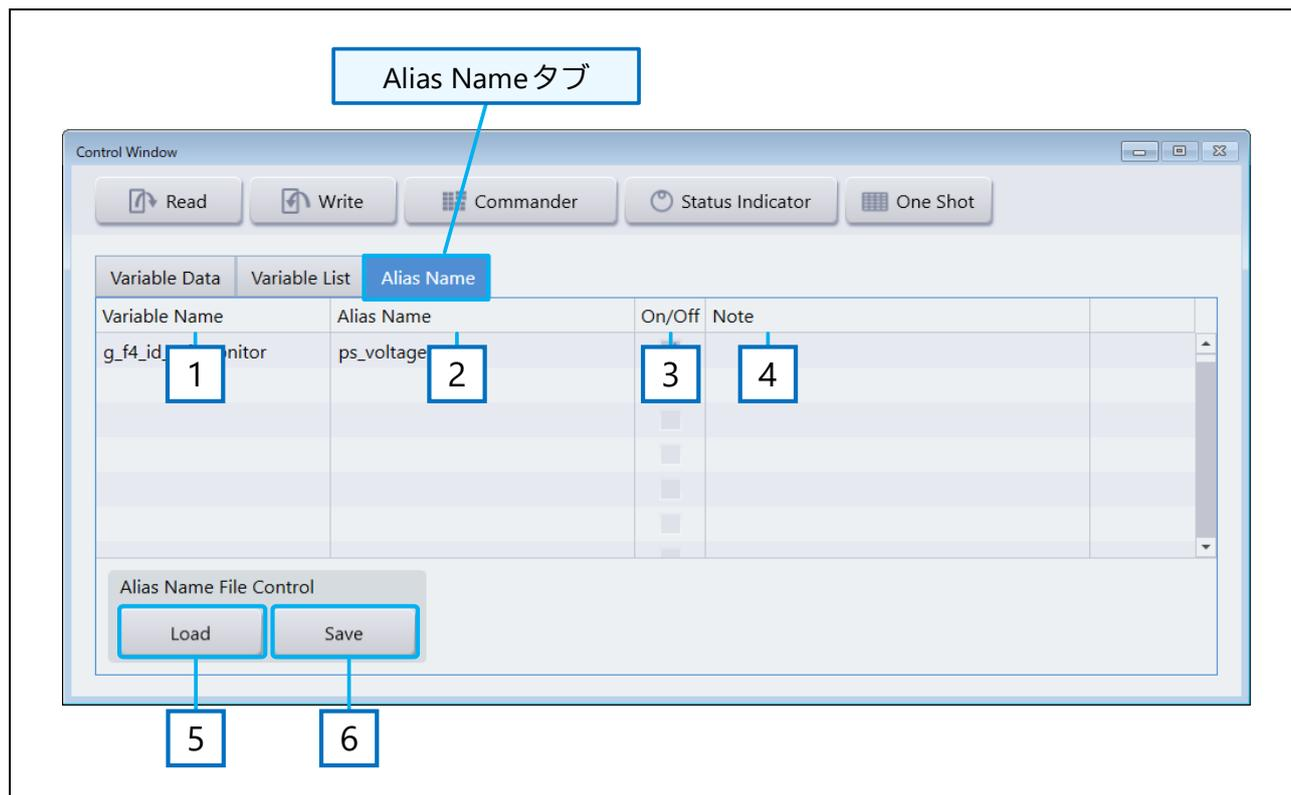 Alias Nameタブ
Control Window
Read Write Commander Status Indicator One Shot
Variable Data Variable List Alias Name
Variable Name Alias Name On/Off Note
ps_voltage
1 2 3 4
Alias Name File Control
Load Save
5 6